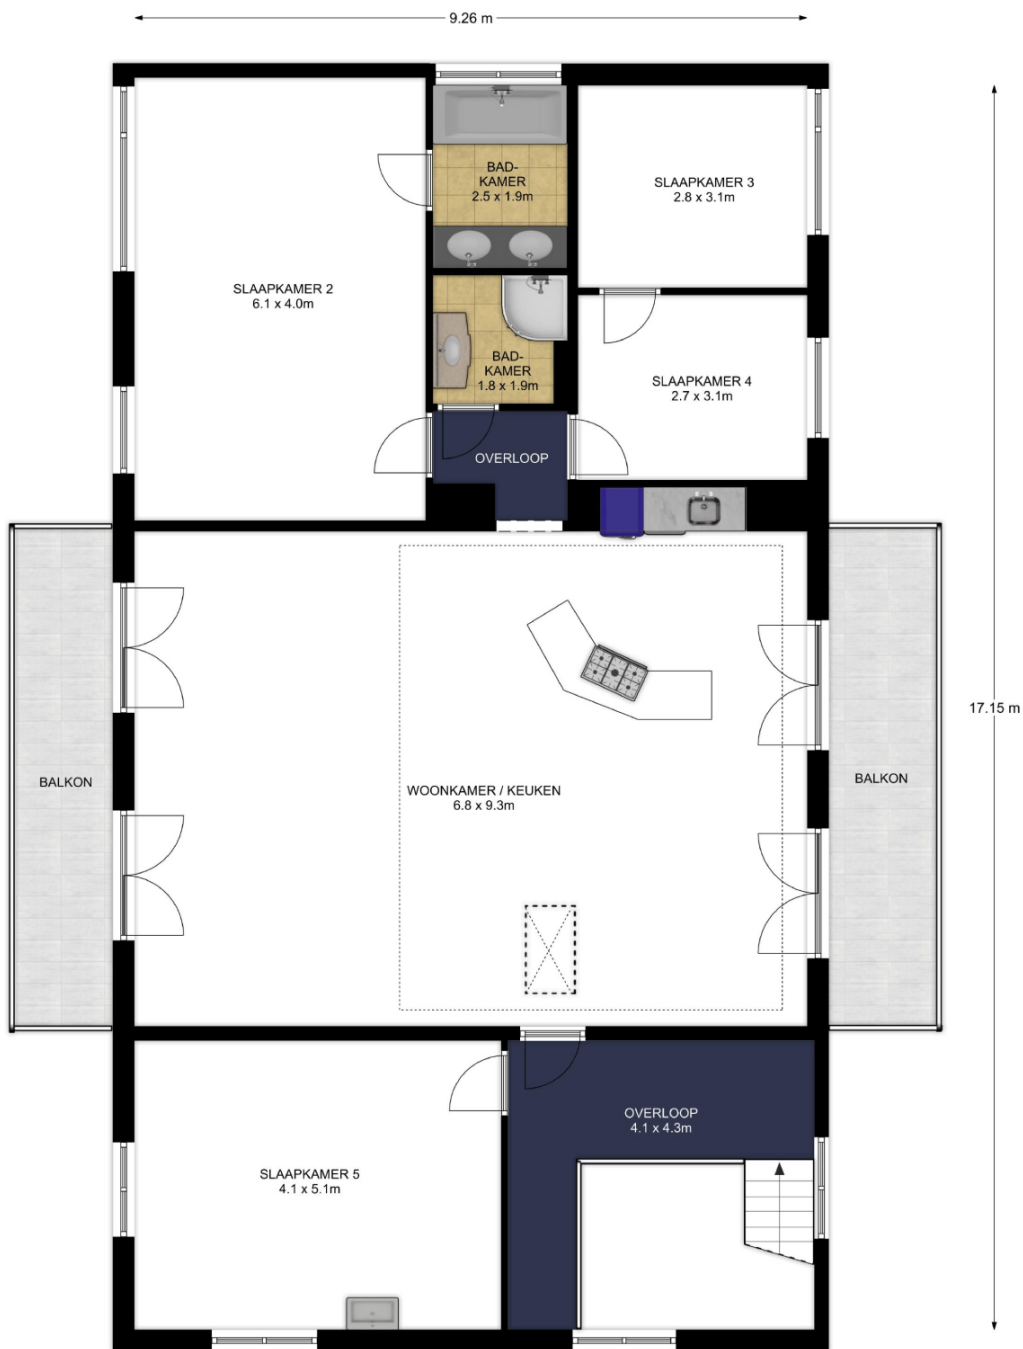 9.26 m
BAD-
KAMER
2.5 x 1.9m
SLAAPKAMER 3
2.8 x 3.1m
SLAAPKAMER 2
6.1 x 4.0m
BAD-
KAMER
1.8 x 1.9m
SLAAPKAMER 4
2.7 x 3.1m
OVERLOOP
17.15 m
BALKON
WOONKAMER / KEUKEN
6.8 x 9.3m
BALKON
OVERLOOP
4.1 x 4.3m
SLAAPKAMER 5
4.1 x 5.1m